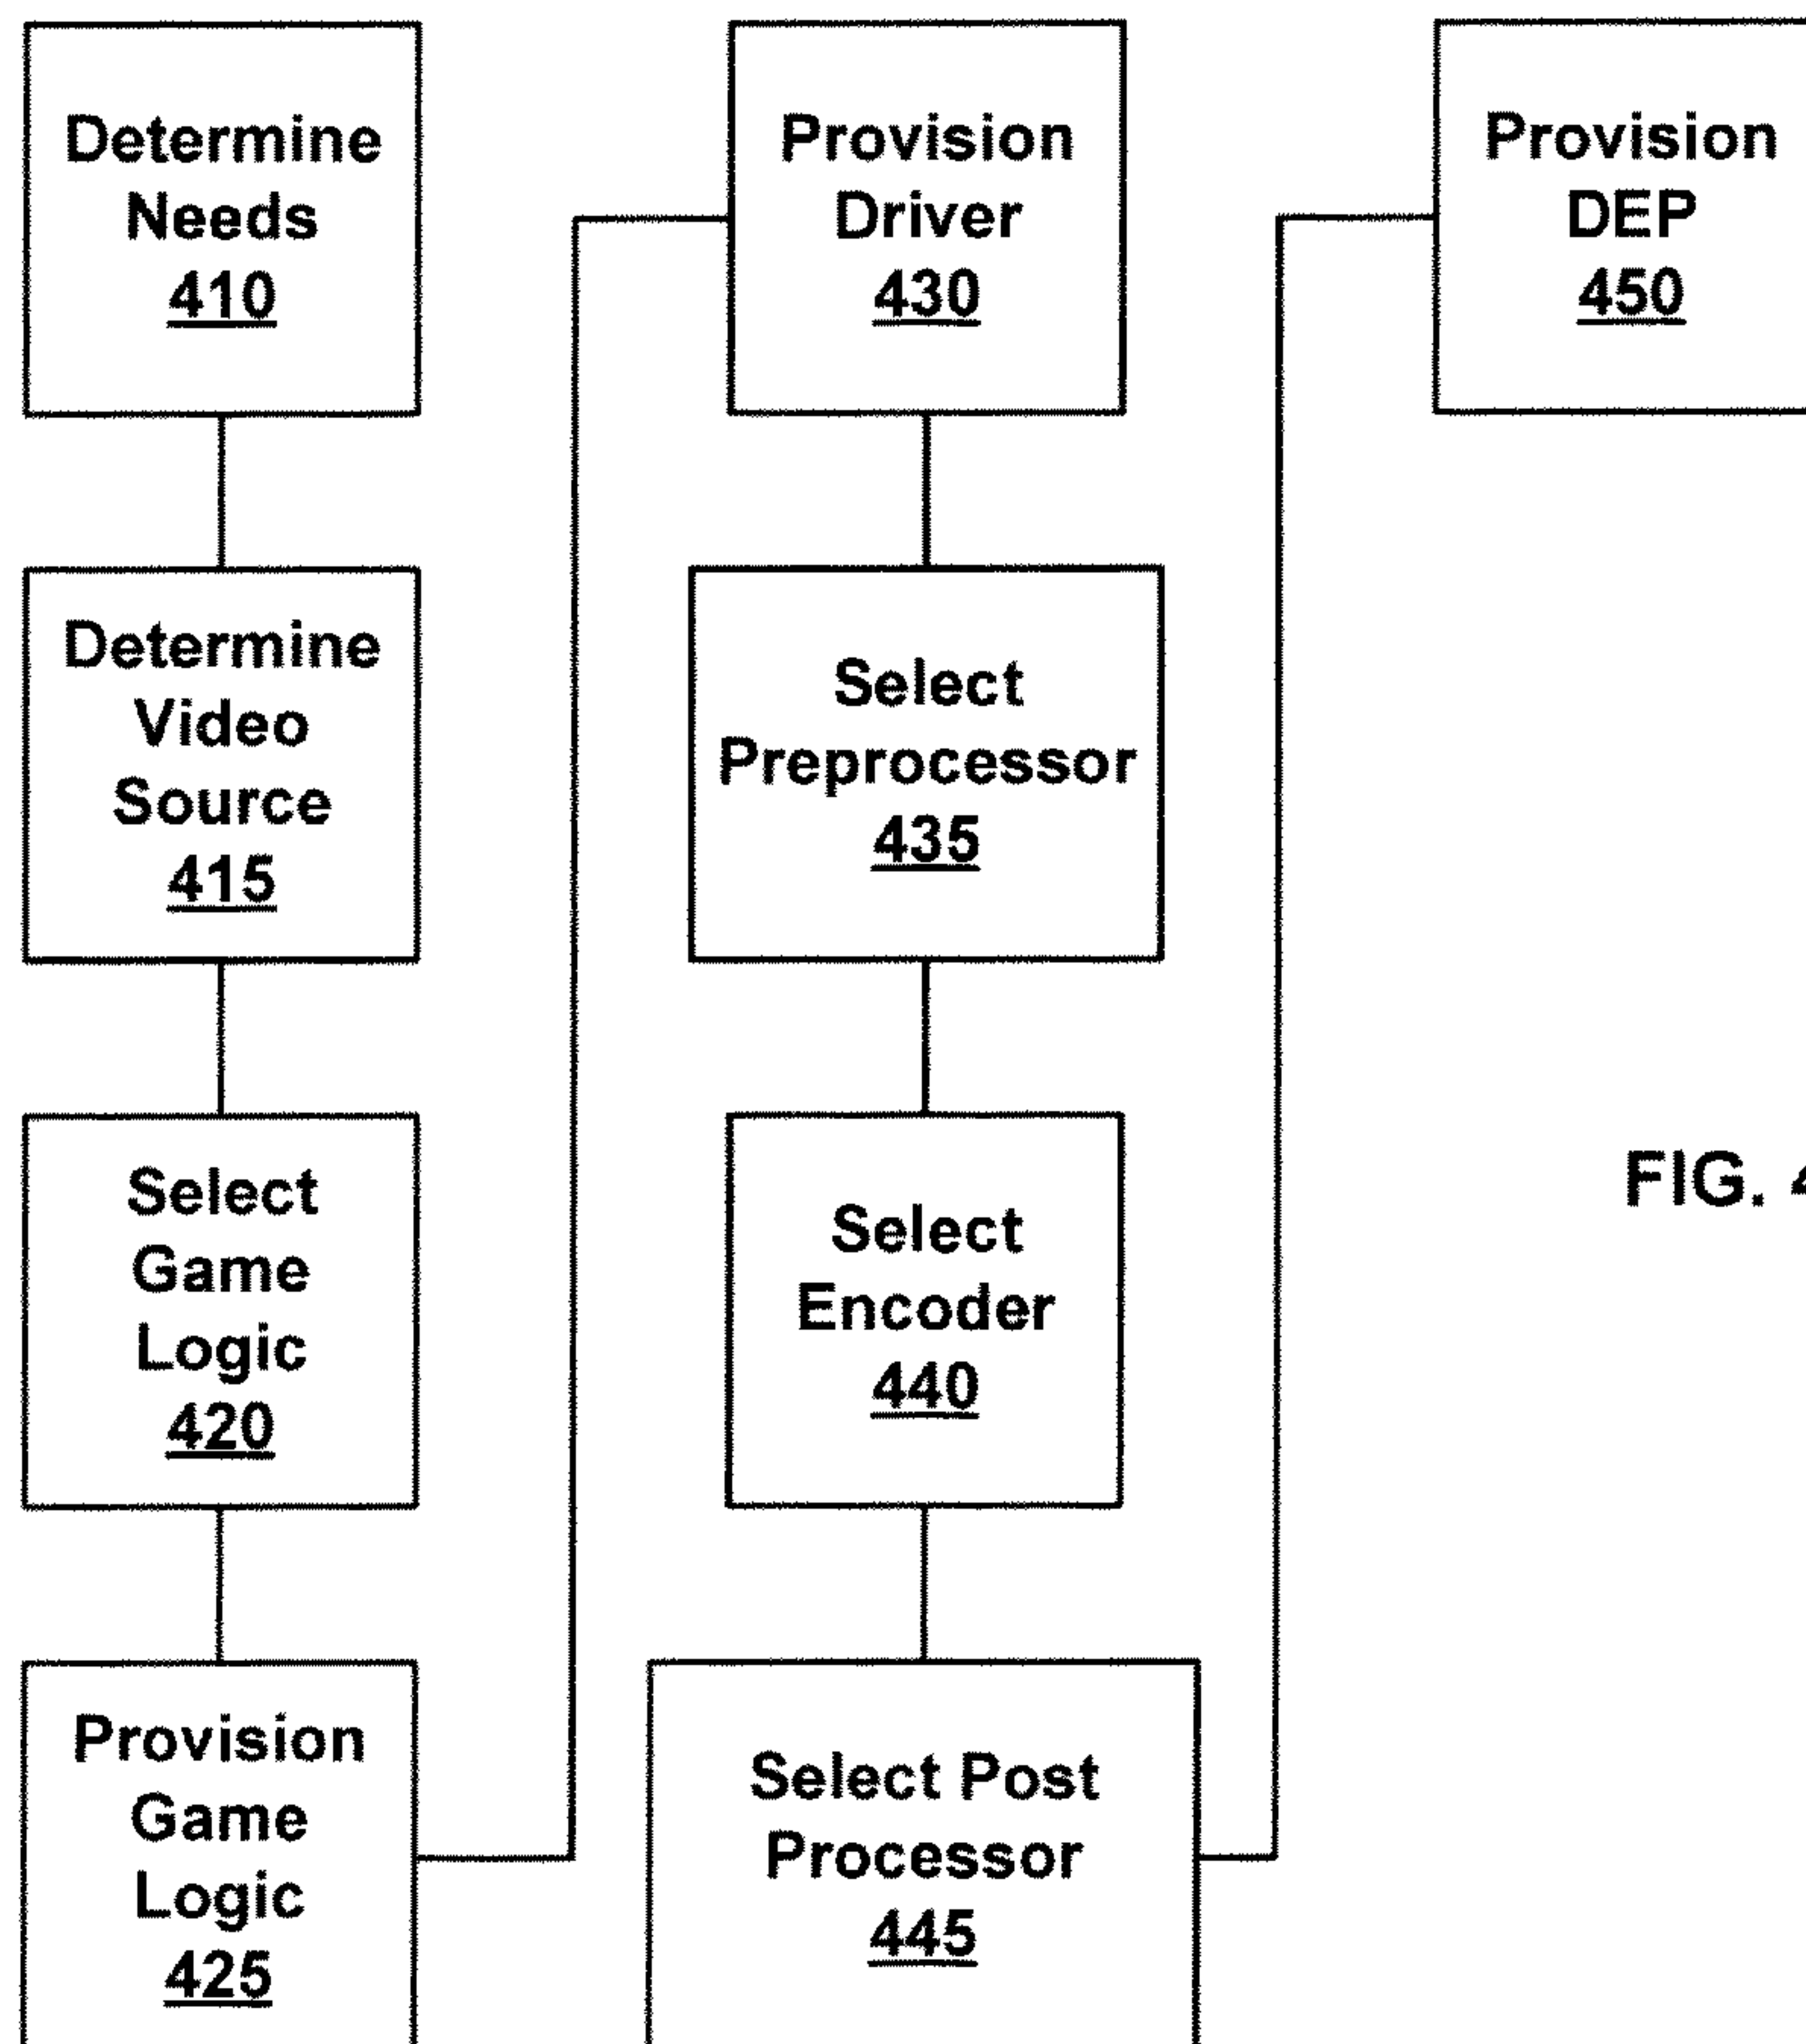 Determine
Needs
410
Determine
Video
Source
415
Select
Game
Logic
420
Provision
Game
Logic
425
Provision
Driver
430
Select
Preprocessor
435
Select
Encoder
440
Select Post
Processor
445
Provision
DEP
450
FIG.